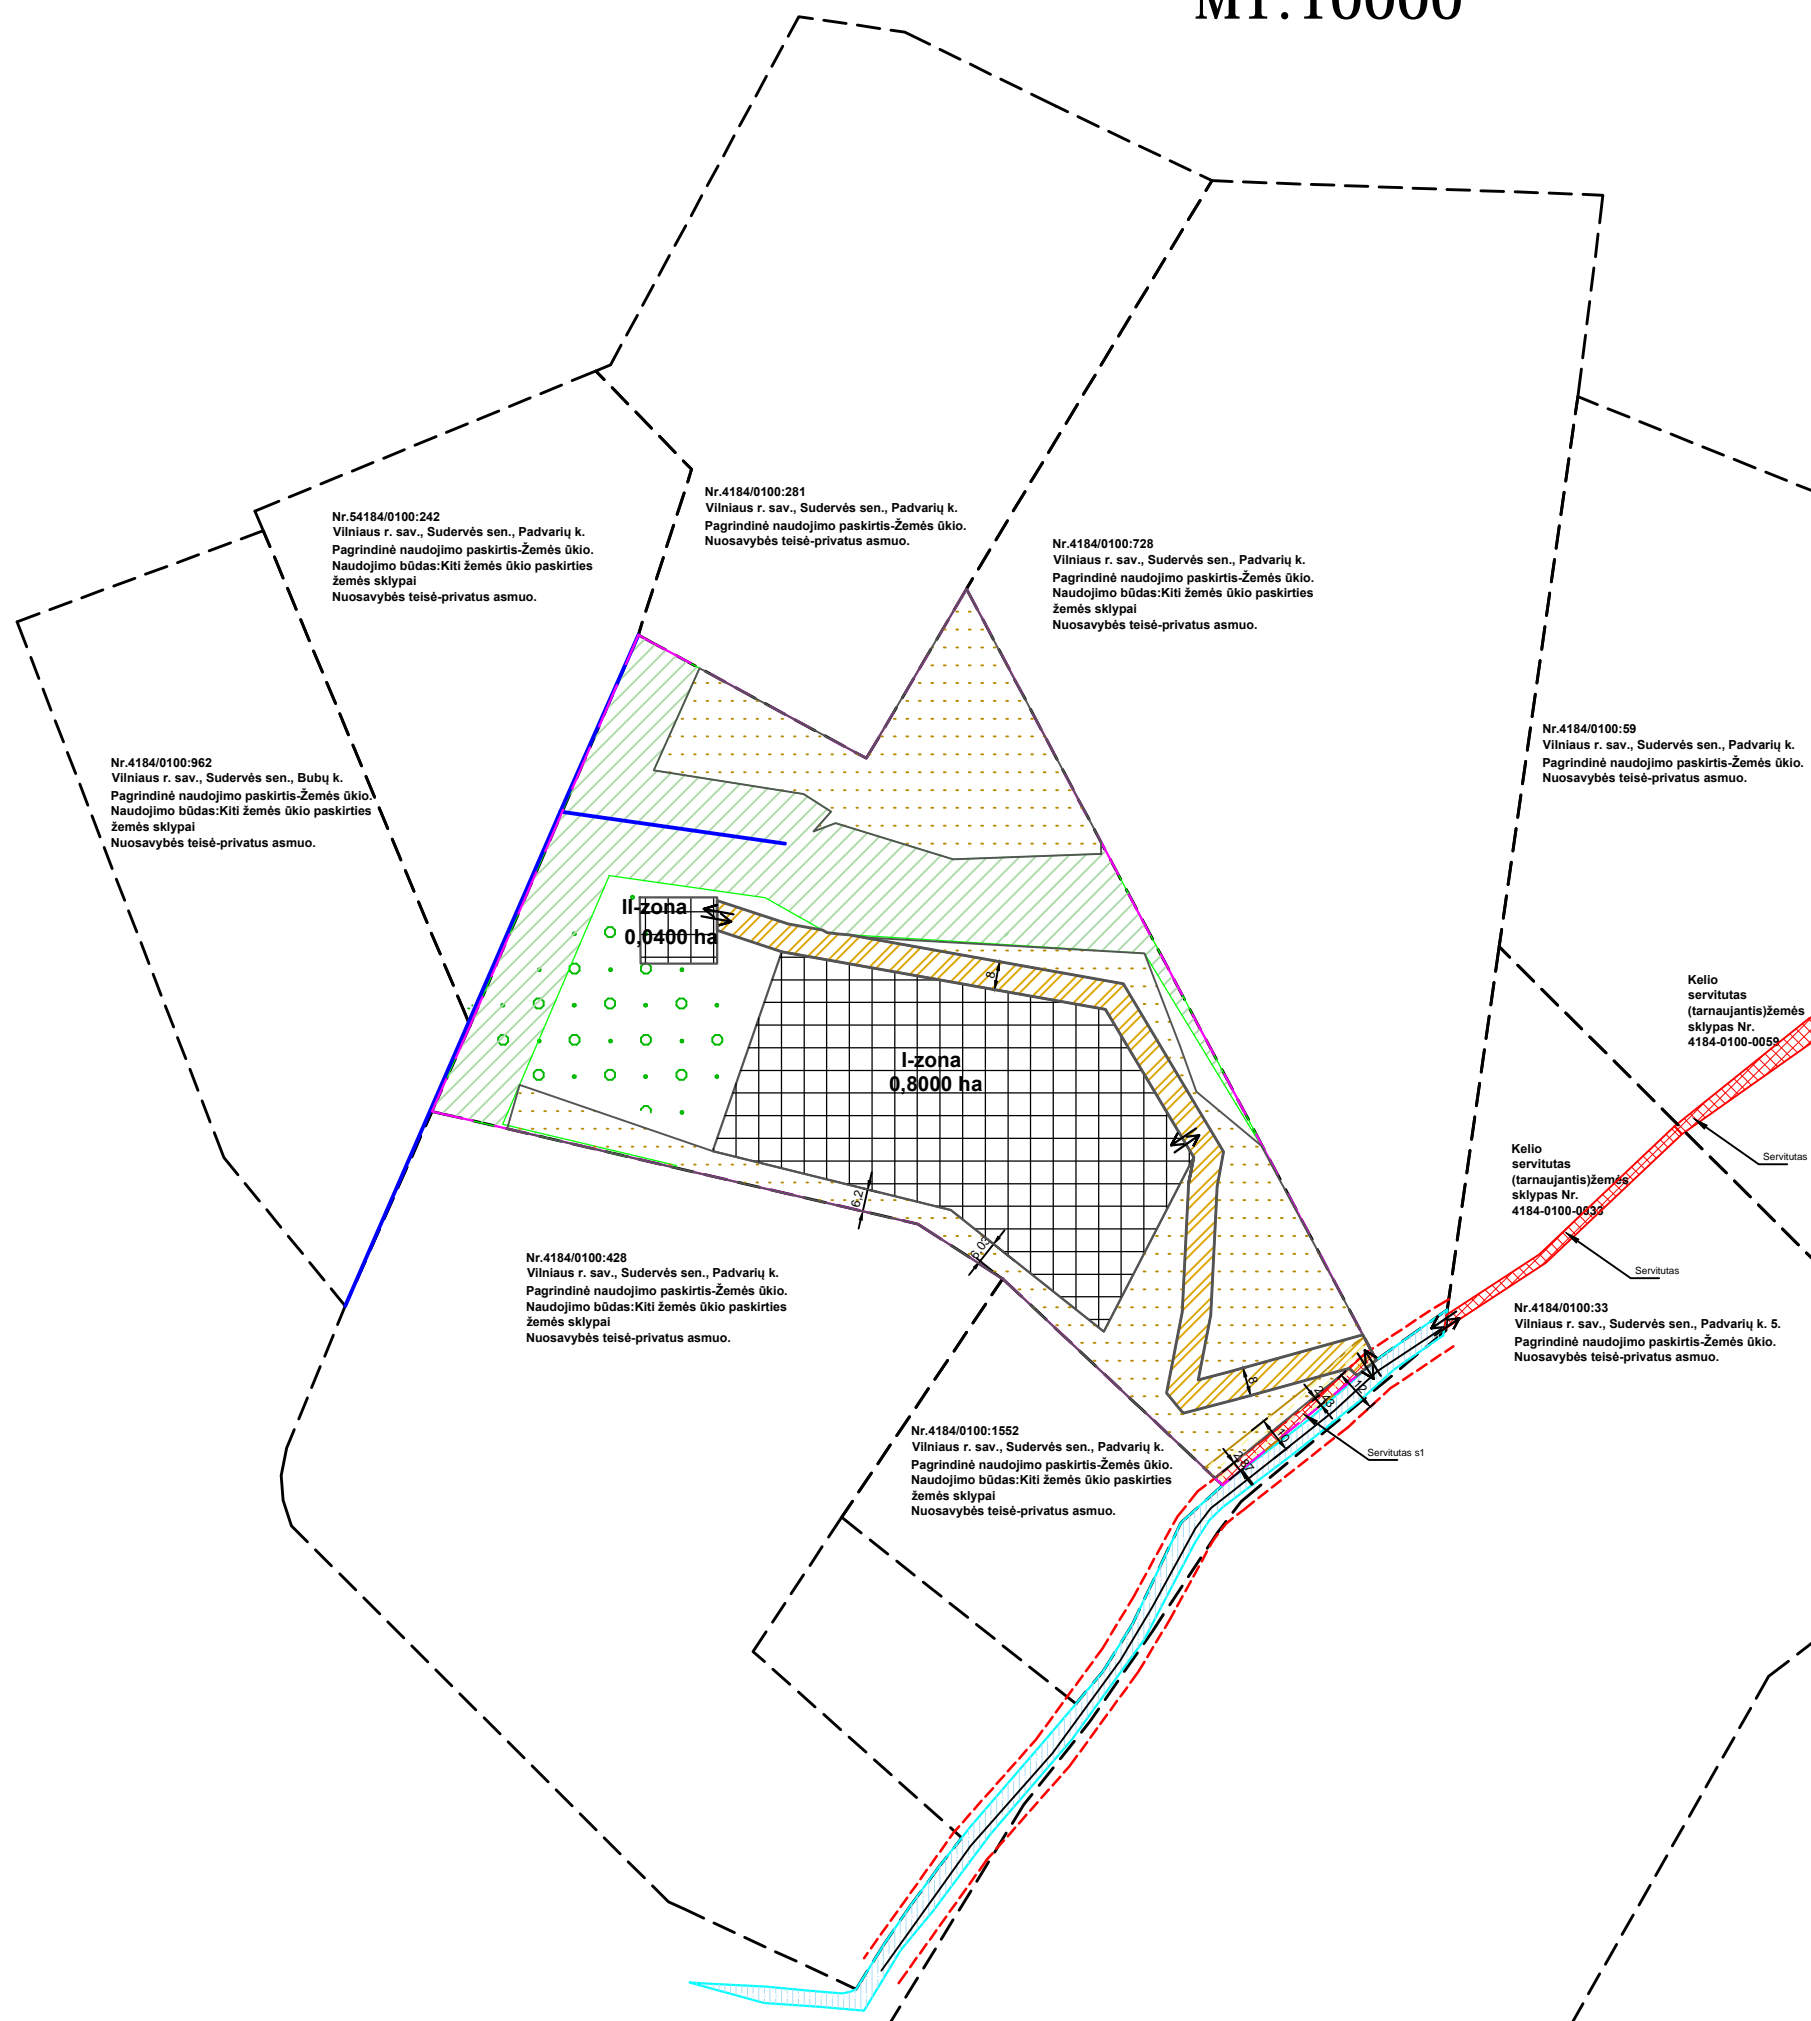 M1:10000
Nr.4184/0100:281
Vilniaus r. sav., Sudervės sen., Padvarių k.
Pagrindinė naudojimo paskirtis-Žemės ūkio.
Nuosavybės teisė-privatus asmuo.
Nr.54184/0100:242
Vilniaus r. sav., Sudervės sen., Padvarių k.
Pagrindinė naudojimo paskirtis-Žemės ūkio.
Naudojimo būdas:Kiti žemės ūkio paskirties
žemės sklypai
Nuosavybės teisė-privatus asmuo.
Nr.4184/0100:728
Vilniaus r. sav., Sudervės sen., Padvarių k.
Pagrindinė naudojimo paskirtis-Žemės ūkio.
Naudojimo būdas:Kiti žemės ūkio paskirties
žemės sklypai
Nuosavybės teisė-privatus asmuo.
Nr.4184/0100:59
Vilniaus r. sav., Sudervės sen., Padvarių k.
Pagrindinė naudojimo paskirtis-Žemės ūkio.
Nuosavybės teisė-privatus asmuo.
Nr.4184/0100:962
Vilniaus r. sav., Sudervės sen., Bubų k.
Pagrindinė naudojimo paskirtis-Žemės ūkio.
Naudojimo būdas:Kiti žemės ūkio paskirties
žemės sklypai
Nuosavybės teisė-privatus asmuo.
II-zona
0,0400 ha
8
I-zona
0,8000 ha
Kelio
servitutas
(tarnaujantis)žemės
sklypas Nr.
4184-0100-0059
Servitutas
Kelio
servitutas
(tarnaujantis)žemės
sklypas Nr.
4184-0100-0033
Servitutas
6,2
6,03
Nr.4184/0100:428
Vilniaus r. sav., Sudervės sen., Padvarių k.
Pagrindinė naudojimo paskirtis-Žemės ūkio.
Naudojimo būdas:Kiti žemės ūkio paskirties
žemės sklypai
Nuosavybės teisė-privatus asmuo.
Nr.4184/0100:33
Vilniaus r. sav., Sudervės sen., Padvarių k. 5.
Pagrindinė naudojimo paskirtis-Žemės ūkio.
Nuosavybės teisė-privatus asmuo.
8
12
Servitutas s1
Nr.4184/0100:1552
Vilniaus r. sav., Sudervės sen., Padvarių k.
Pagrindinė naudojimo paskirtis-Žemės ūkio.
Naudojimo būdas:Kiti žemės ūkio paskirties
žemės sklypai
Nuosavybės teisė-privatus asmuo.